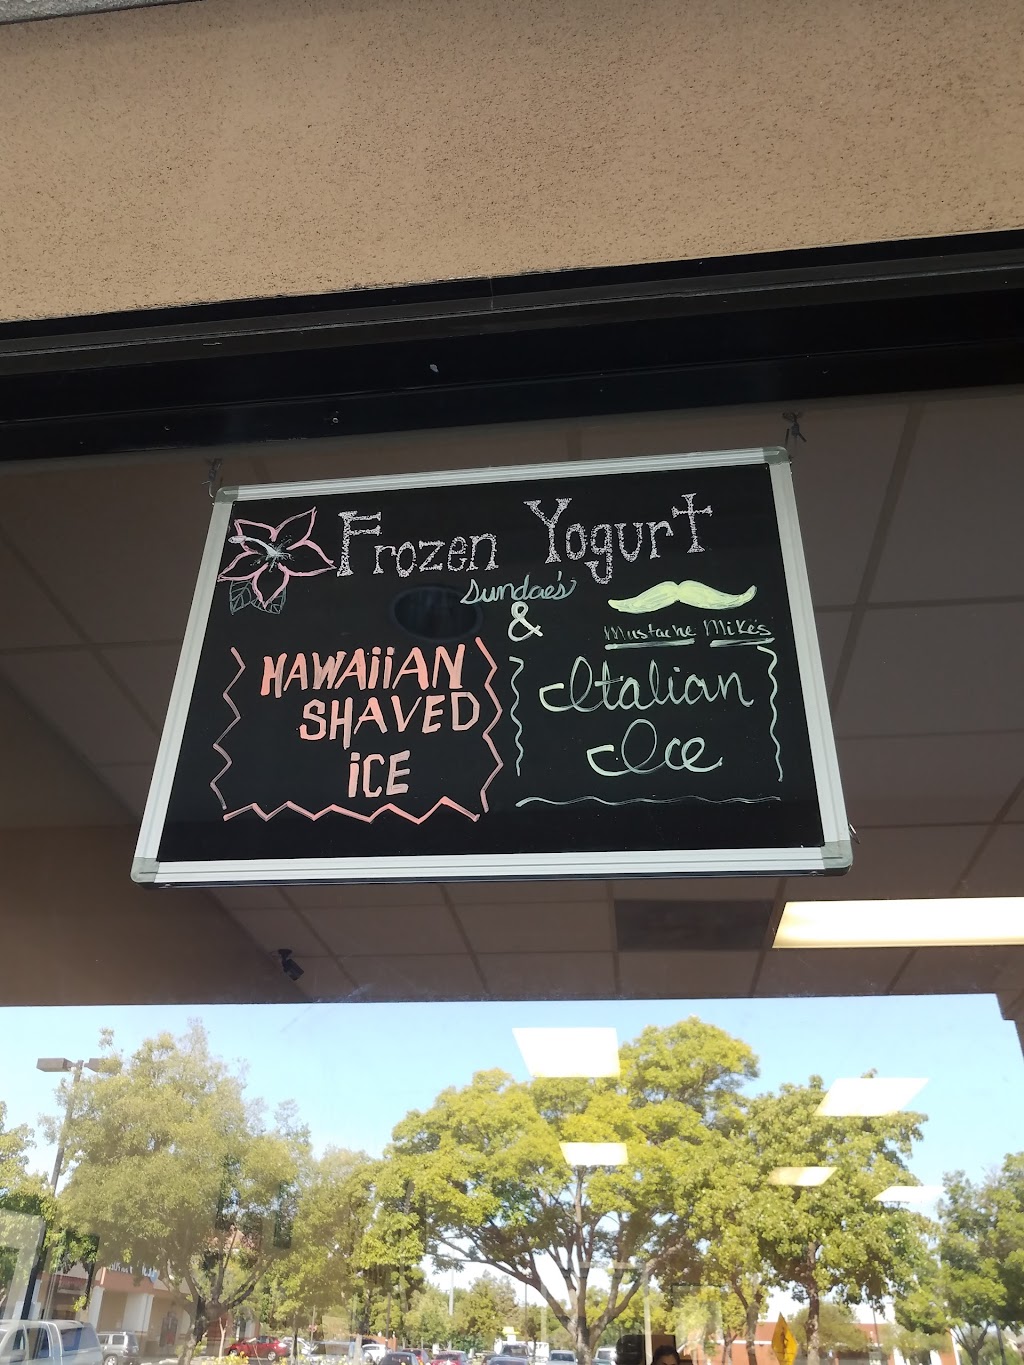 Frozen Yogurt
Sundae's
&
Mustache Mike's
HAWAiiAN
SHAVED
iCE
Italian
Ice